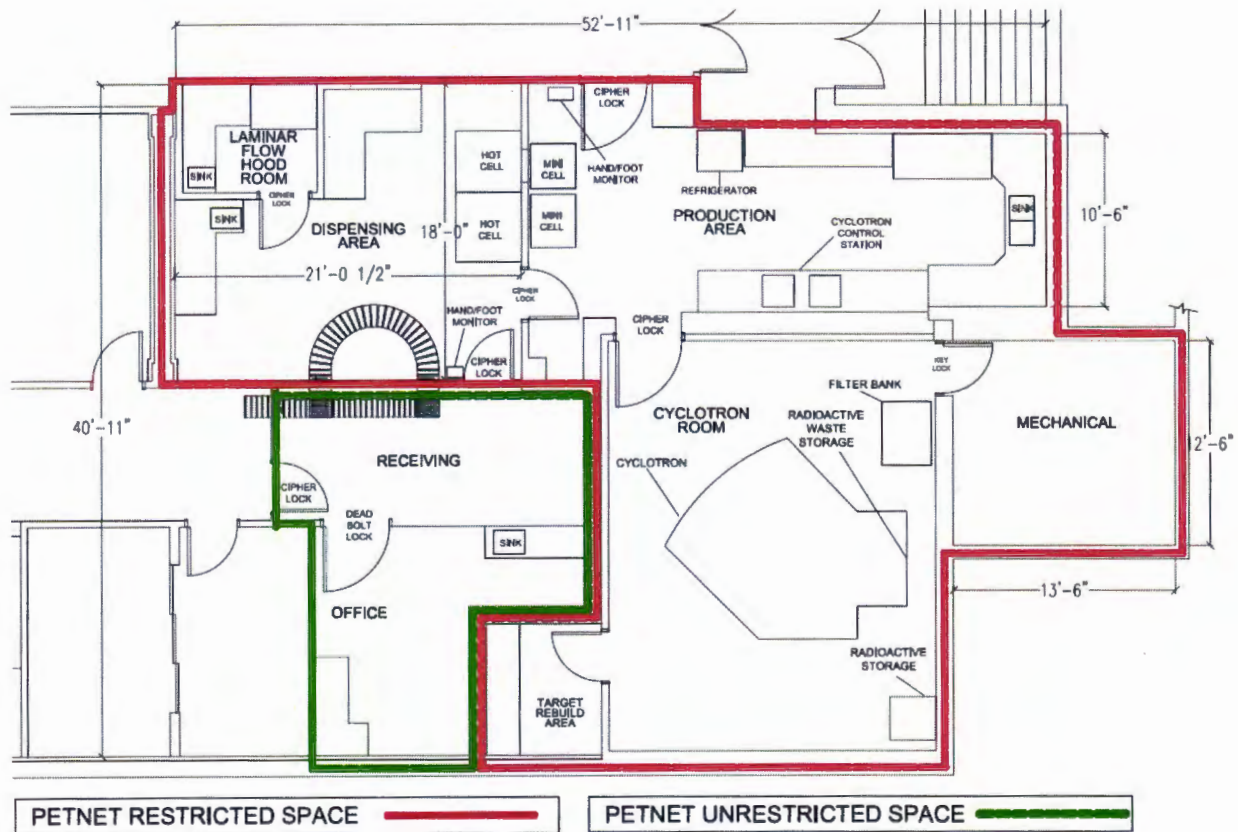 52'-11"
CIPHER
LOCK
LAMINAR
FLOW
HOOD
ROOM
SINK
CIPHER
LOCK
SINK
DISPENSING
AREA
18'-0"
21'-0 1/2"
HOT
CELL
HOT
CELL
MINI
CELL
MINI
CELL
HAND/FOOT
MONITOR
REFRIGERATOR
PRODUCTION
AREA
CYCLOTRON
CONTROL
STATION
SINK
10'-6"
CIPHER
LOCK
HAND/FOOT
MONITOR
CIPHER
LOCK
CIPHER
LOCK
KEY
LOCK
40'-11"
RECEIVING
CIPHER
LOCK
DEAD
BOLT
LOCK
SINK
OFFICE
CYCLOTRON
ROOM
CYCLOTRON
FILTER BANK
RADIOACTIVE
WASTE
STORAGE
MECHANICAL
12'-6"
13'-6"
RADIOACTIVE
STORAGE
TARGET
REBUILD
AREA
PETNET RESTRICTED SPACE
PETNET UNRESTRICTED SPACE